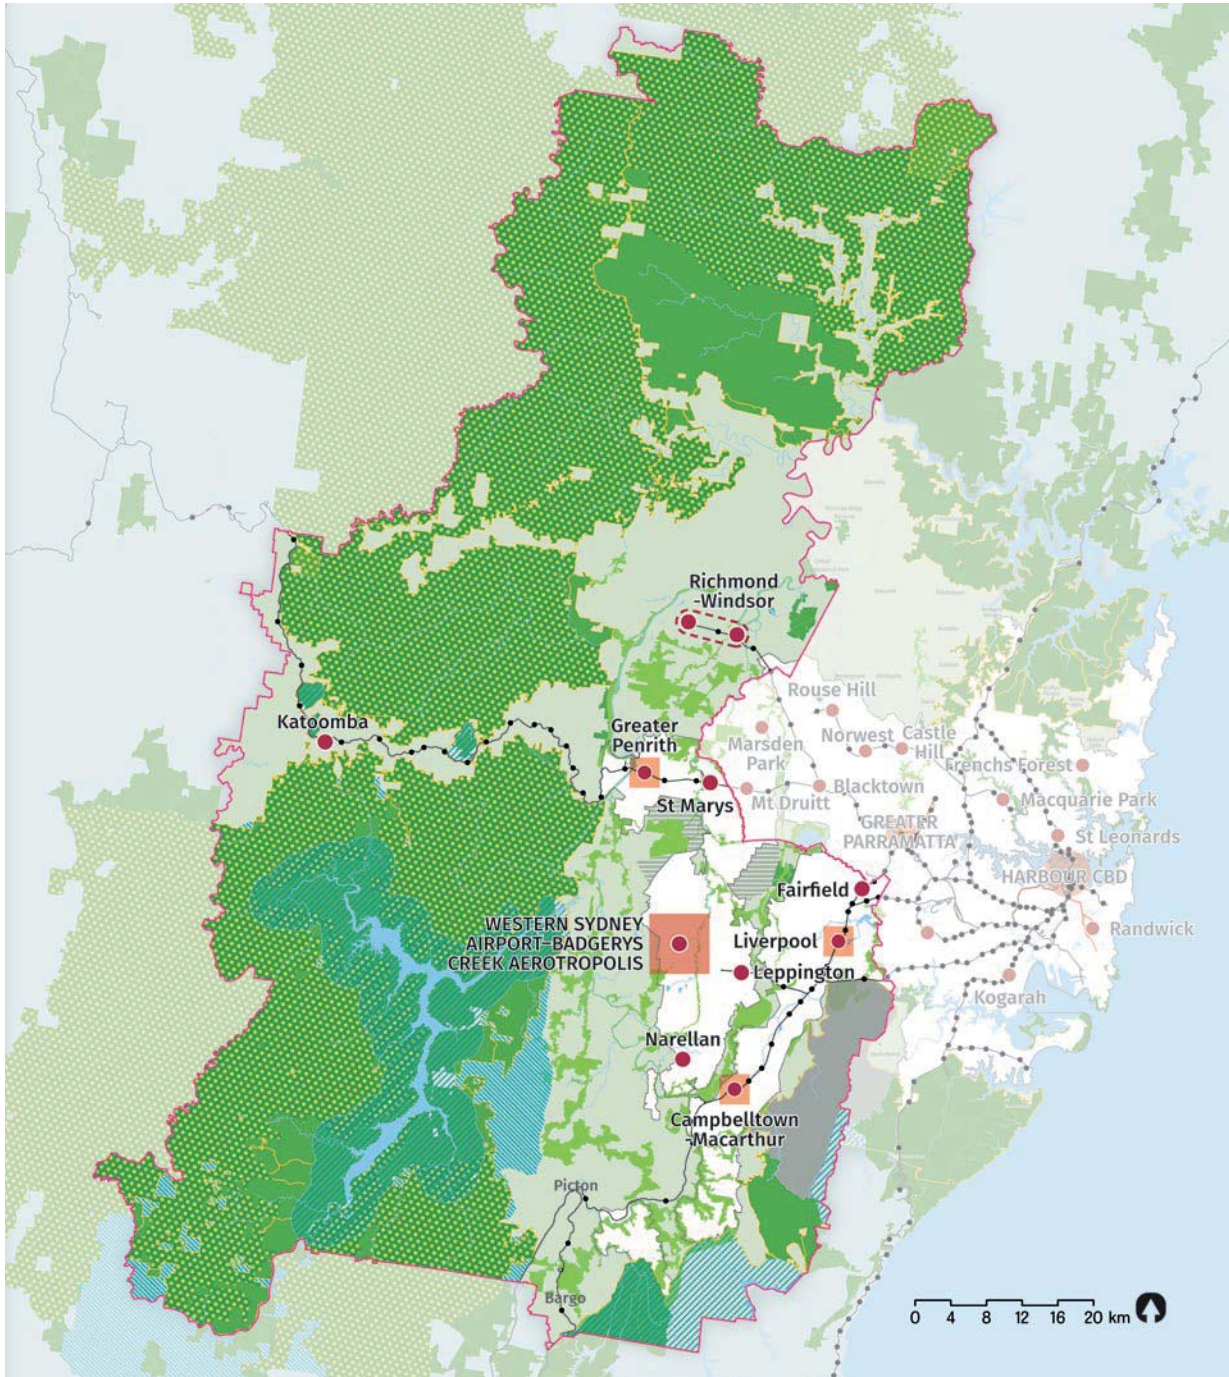 Richmond
-Windsor
Rouse Hill
Katoomba
Greater
Penrith
Marsden
Park
Norwest
Castle
Hill
Frenchs Forest
St Marys
Mt Druitt
Blacktown
Macquarie Park
GREATER
PARRAMATTA
St Leonards
HARBOUR CBD
Fairfield
WESTERN SYDNEY
AIRPORT–BADGERYS
CREEK AEROTROPOLIS
Liverpool
Randwick
Leppington
Kogarah
Narellan
Campbelltown
-Macarthur
Picton
Bargo
0 4 8 12 16 20 km